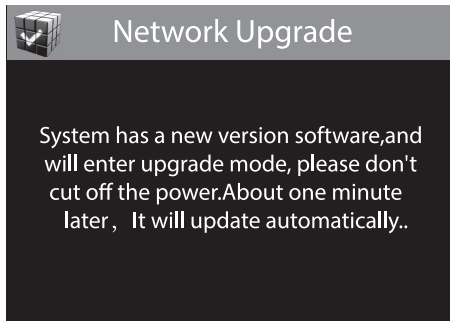 Network Upgrade
System has a new version software,and
will enter upgrade mode, please don't
cut off the power.About one minute
later，It will update automatically..